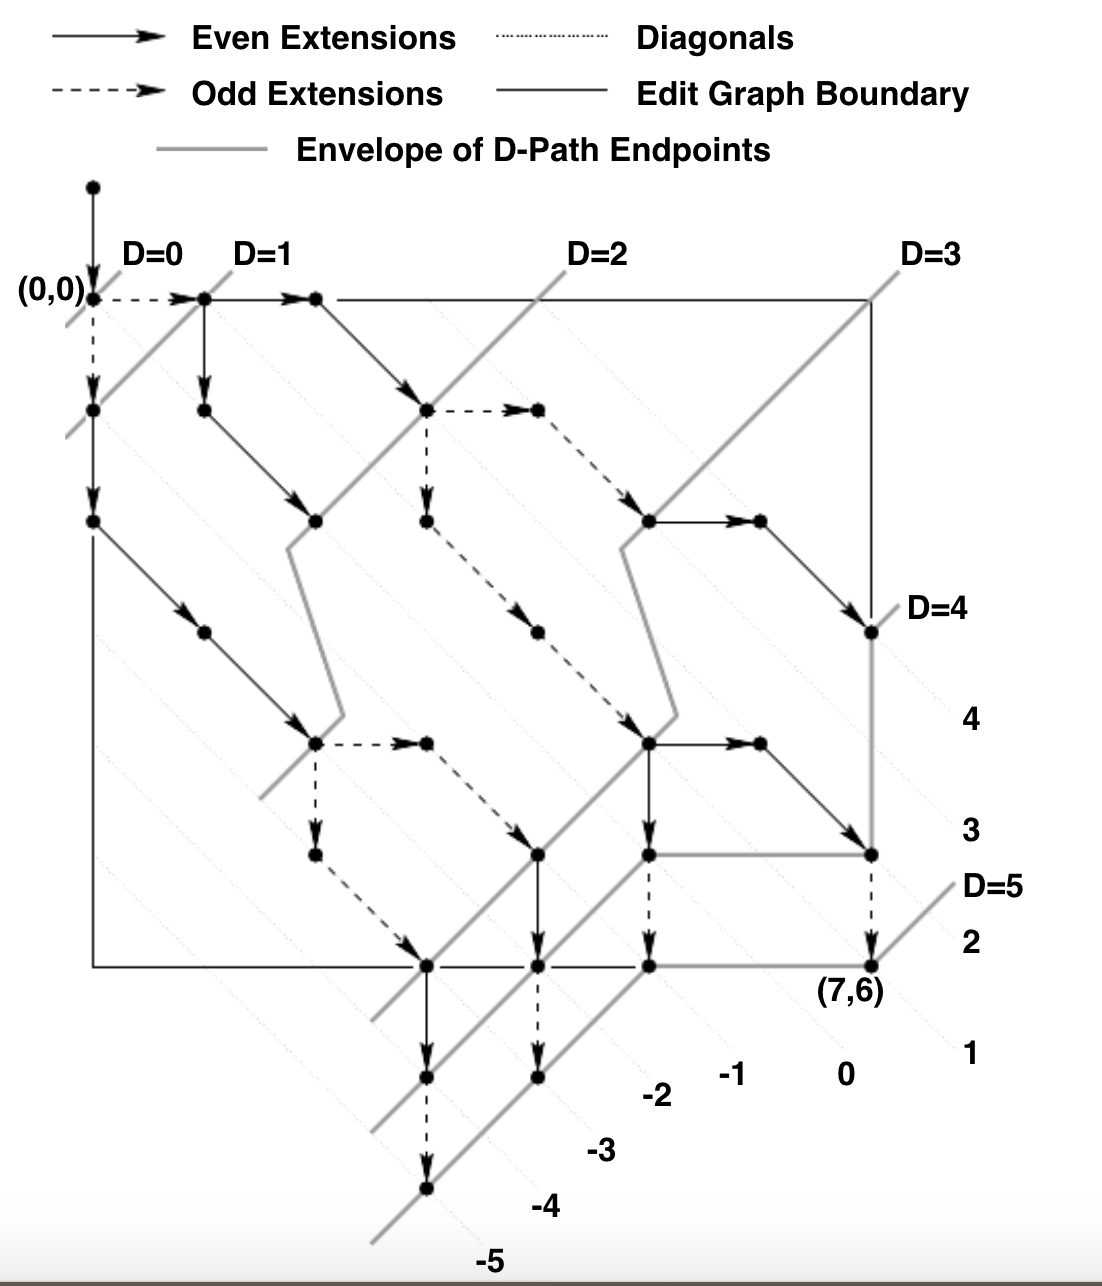 Even Extensions Diagonals
Odd Extensions Edit Graph Boundary
Envelope of D-Path Endpoints
D=0 D=1 D=2 D=3
(0,0)
D=4
4
3
D=5
2
(7,6)
1
0
-1
-2
-3
-4
-5